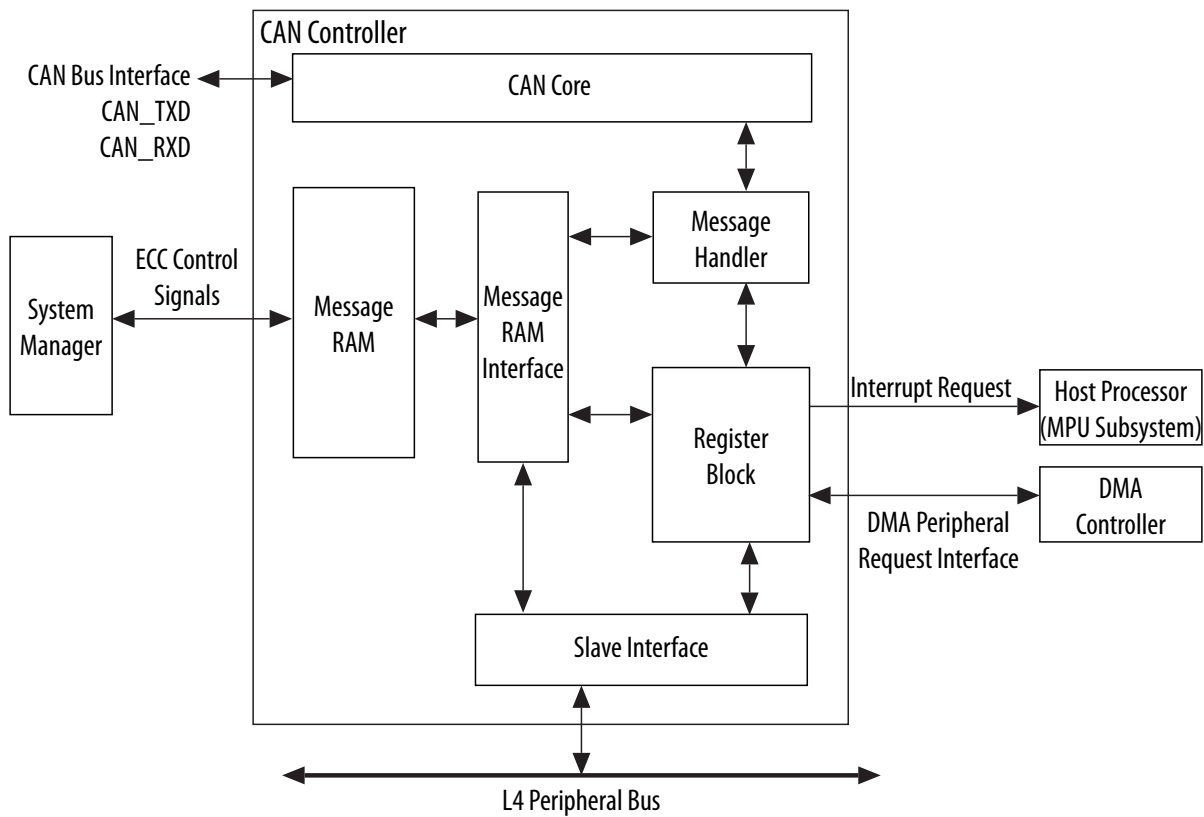 CAN Controller
CAN Bus Interface
CAN_TXD
CAN_RXD
CAN Core
System
Manager
ECC Control
Signals
Message
RAM
Message
RAM
Interface
Message
Handler
Register
Block
Interrupt Request
Host Processor
(MPU Subsystem)
DMA Peripheral
Request Interface
DMA
Controller
Slave Interface
L4 Peripheral Bus